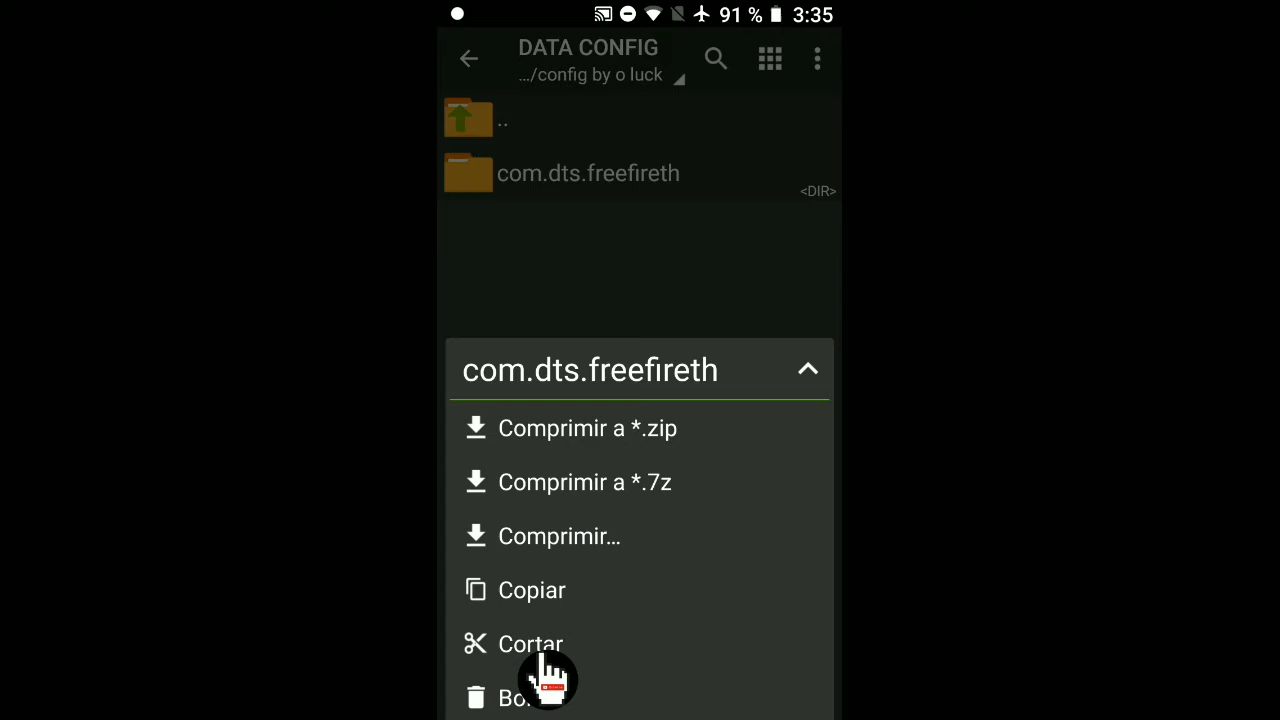 91 % 3:35
DATA CONFIG
…/config by o luck
..
com.dts.freefireth
<DIR>
com.dts.freefireth
Comprimir a *.zip
Comprimir a *.7z
Comprimir…
Copiar
Cortar